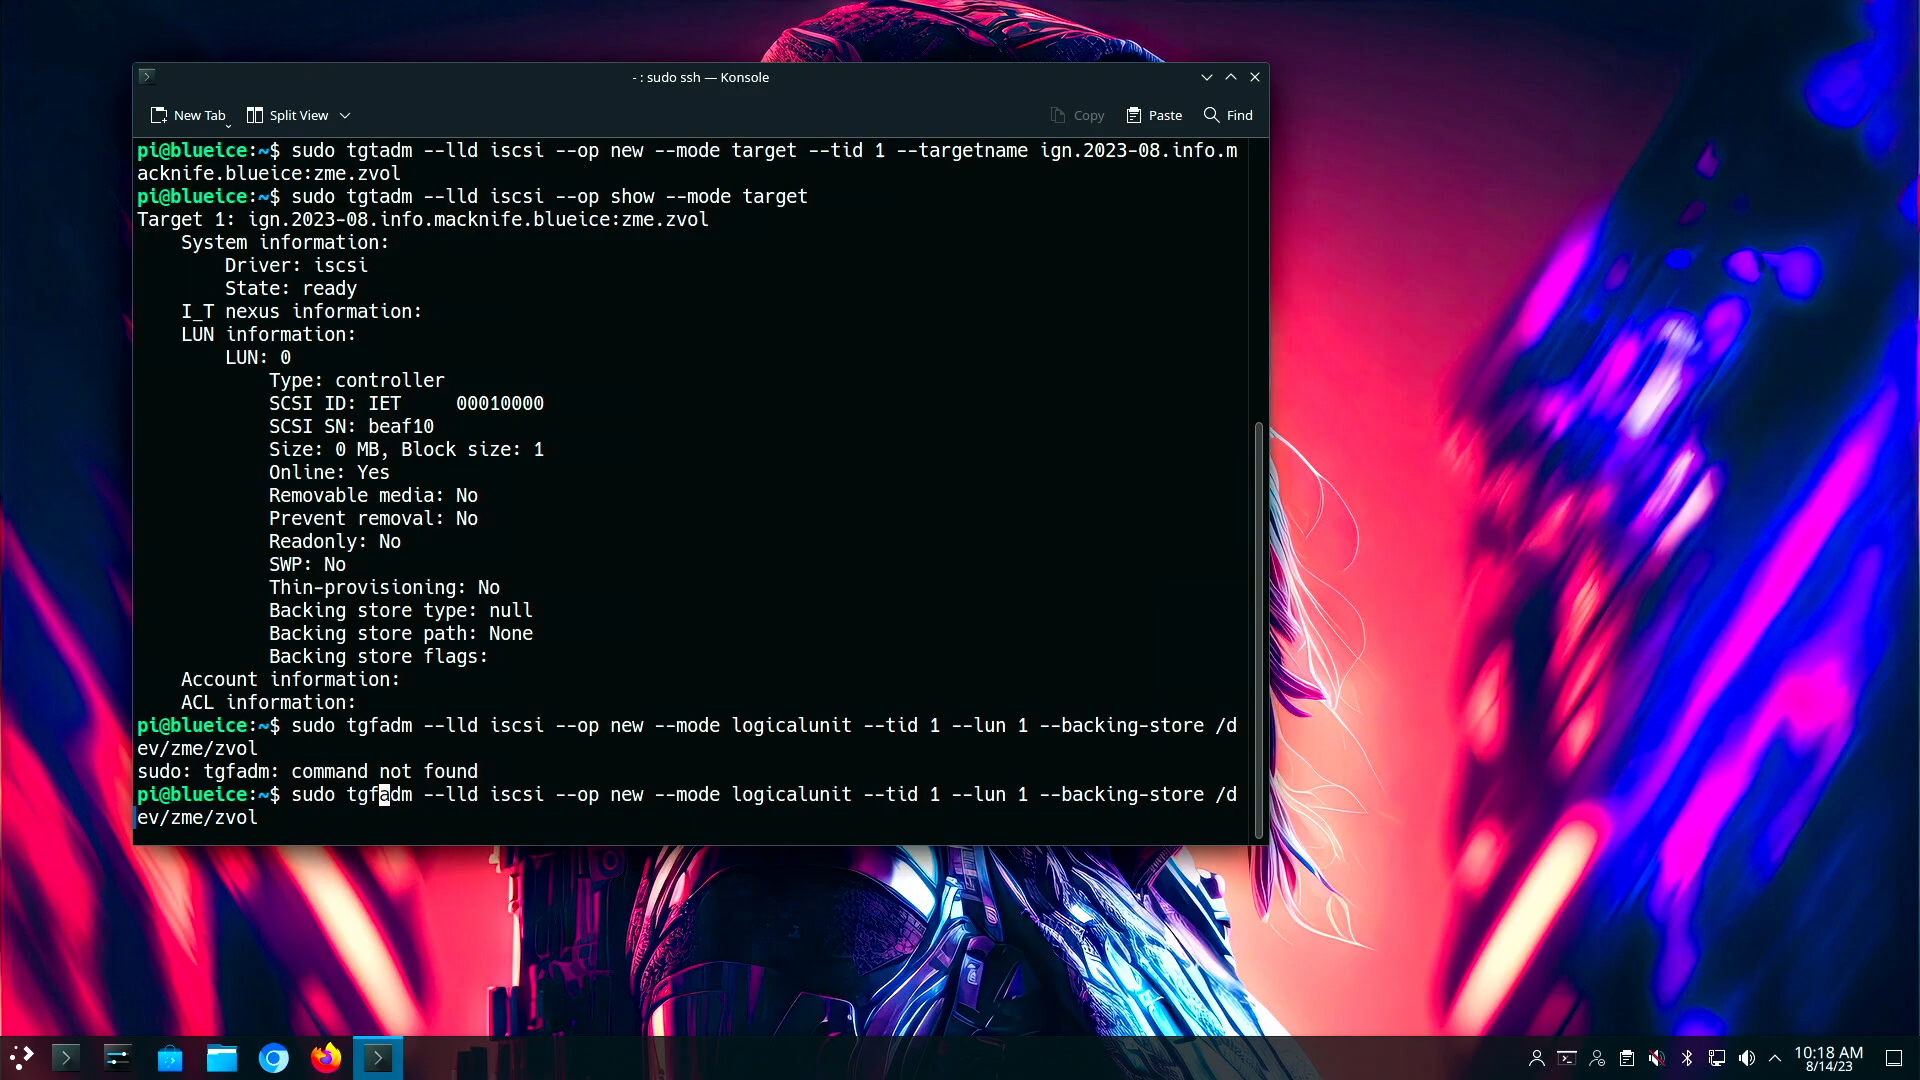 - : sudo ssh — Konsole
New Tab
Split View
Copy
Paste
Find
pi@blueice:~$ sudo tgtadm --lld iscsi --op new --mode target --tid 1 --targetname ign.2023-08.info.m
acknife.blueice:zme.zvol
pi@blueice:~$ sudo tgtadm --lld iscsi --op show --mode target
Target 1: ign.2023-08.info.macknife.blueice:zme.zvol
System information:
Driver: iscsi
State: ready
I_T nexus information:
LUN information:
LUN: 0
Type: controller
SCSI ID: IET     00010000
SCSI SN: beaf10
Size: 0 MB, Block size: 1
Online: Yes
Removable media: No
Prevent removal: No
Readonly: No
SWP: No
Thin-provisioning: No
Backing store type: null
Backing store path: None
Backing store flags:
Account information:
ACL information:
pi@blueice:~$ sudo tgfadm --lld iscsi --op new --mode logicalunit --tid 1 --lun 1 --backing-store /d
ev/zme/zvol
sudo: tgfadm: command not found
pi@blueice:~$ sudo tgfadm --lld iscsi --op new --mode logicalunit --tid 1 --lun 1 --backing-store /d
ev/zme/zvol
10:18 AM
8/14/23